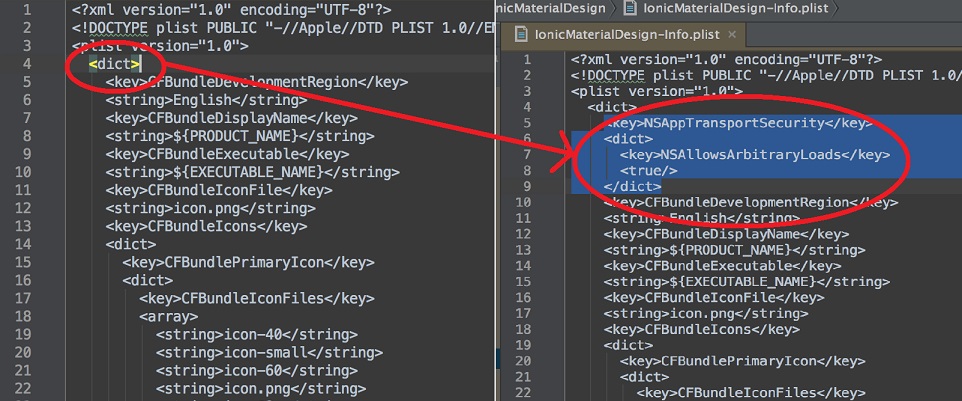 1 <?xml version="1.0" encoding="UTF-8"?>
2 <!DOCTYPE plist PUBLIC "-//Apple//DTD PLIST 1.0//EN
3 <plist version="1.0">
4 <dict>
5 <key>CFBundleDevelopmentRegion</key>
6 <string>English</string>
7 <key>CFBundleDisplayName</key>
8 <string>${PRODUCT_NAME}</string>
9 <key>CFBundleExecutable</key>
10 <string>${EXECUTABLE_NAME}</string>
11 <key>CFBundleIconFile</key>
12 <string>icon.png</string>
13 <key>CFBundleIcons</key>
14 <dict>
15 <key>CFBundlePrimaryIcon</key>
16 <dict>
17 <key>CFBundleIconFiles</key>
18 <array>
19 <string>icon-40</string>
20 <string>icon-small</string>
21 <string>icon-60</string>
22 <string>icon.png</string>
onicMaterialDesign IonicMaterialDesign-Info.plist
IonicMaterialDesign-Info.plist ×
1 <?xml version="1.0" encoding="UTF-8"?>
2 <!DOCTYPE plist PUBLIC "-//Apple//DTD PLIST 1.0/
3 <plist version="1.0">
4 <dict>
5 <key>NSAppTransportSecurity</key>
6 <dict>
7 <key>NSAllowsArbitraryLoads</key>
8 <true/>
9 </dict>
10 <key>CFBundleDevelopmentRegion</key>
11 <string>English</string>
12 <key>CFBundleDisplayName</key>
13 <string>${PRODUCT_NAME}</string>
14 <key>CFBundleExecutable</key>
15 <string>${EXECUTABLE_NAME}</string>
16 <key>CFBundleIconFile</key>
17 <string>icon.png</string>
18 <key>CFBundleIcons</key>
19 <dict>
20 <key>CFBundlePrimaryIcon</key>
21 <dict>
22 <key>CFBundleIconFiles</key>